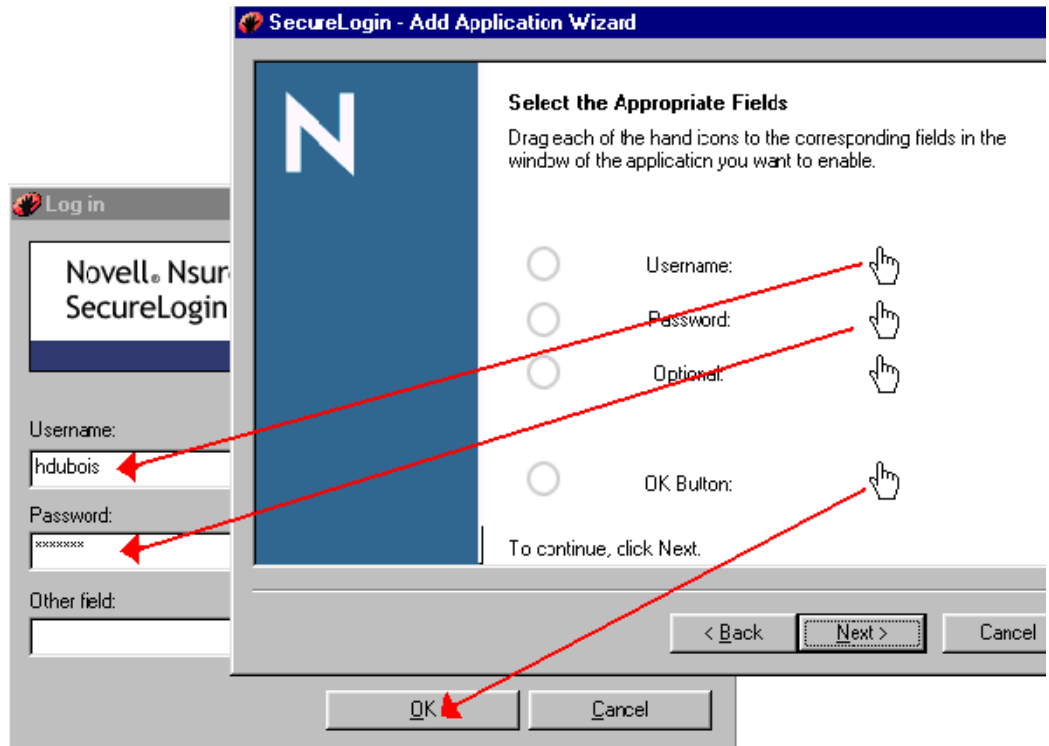 SecureLogin - Add Application Wizard
N
Select the Appropriate Fields
Drag each of the hand icons to the corresponding fields in the
window of the application you want to enable.
Username:
Password:
Optional:
OK Button:
To continue, click Next.
< Back
Next >
Cancel
Log in
Novell® Nsur
SecureLogin
Username:
hdubois
Password:
*******
Other field:
OK
Cancel